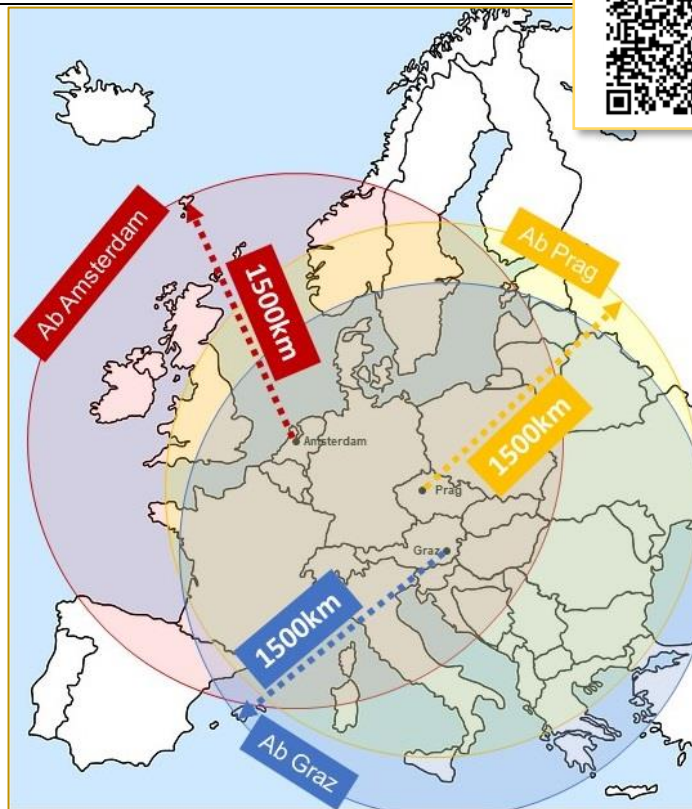 Ab Amsterdam
1500km
Ab Prag
1500km
Amsterdam
Prag
Graz
1500km
Ab Graz